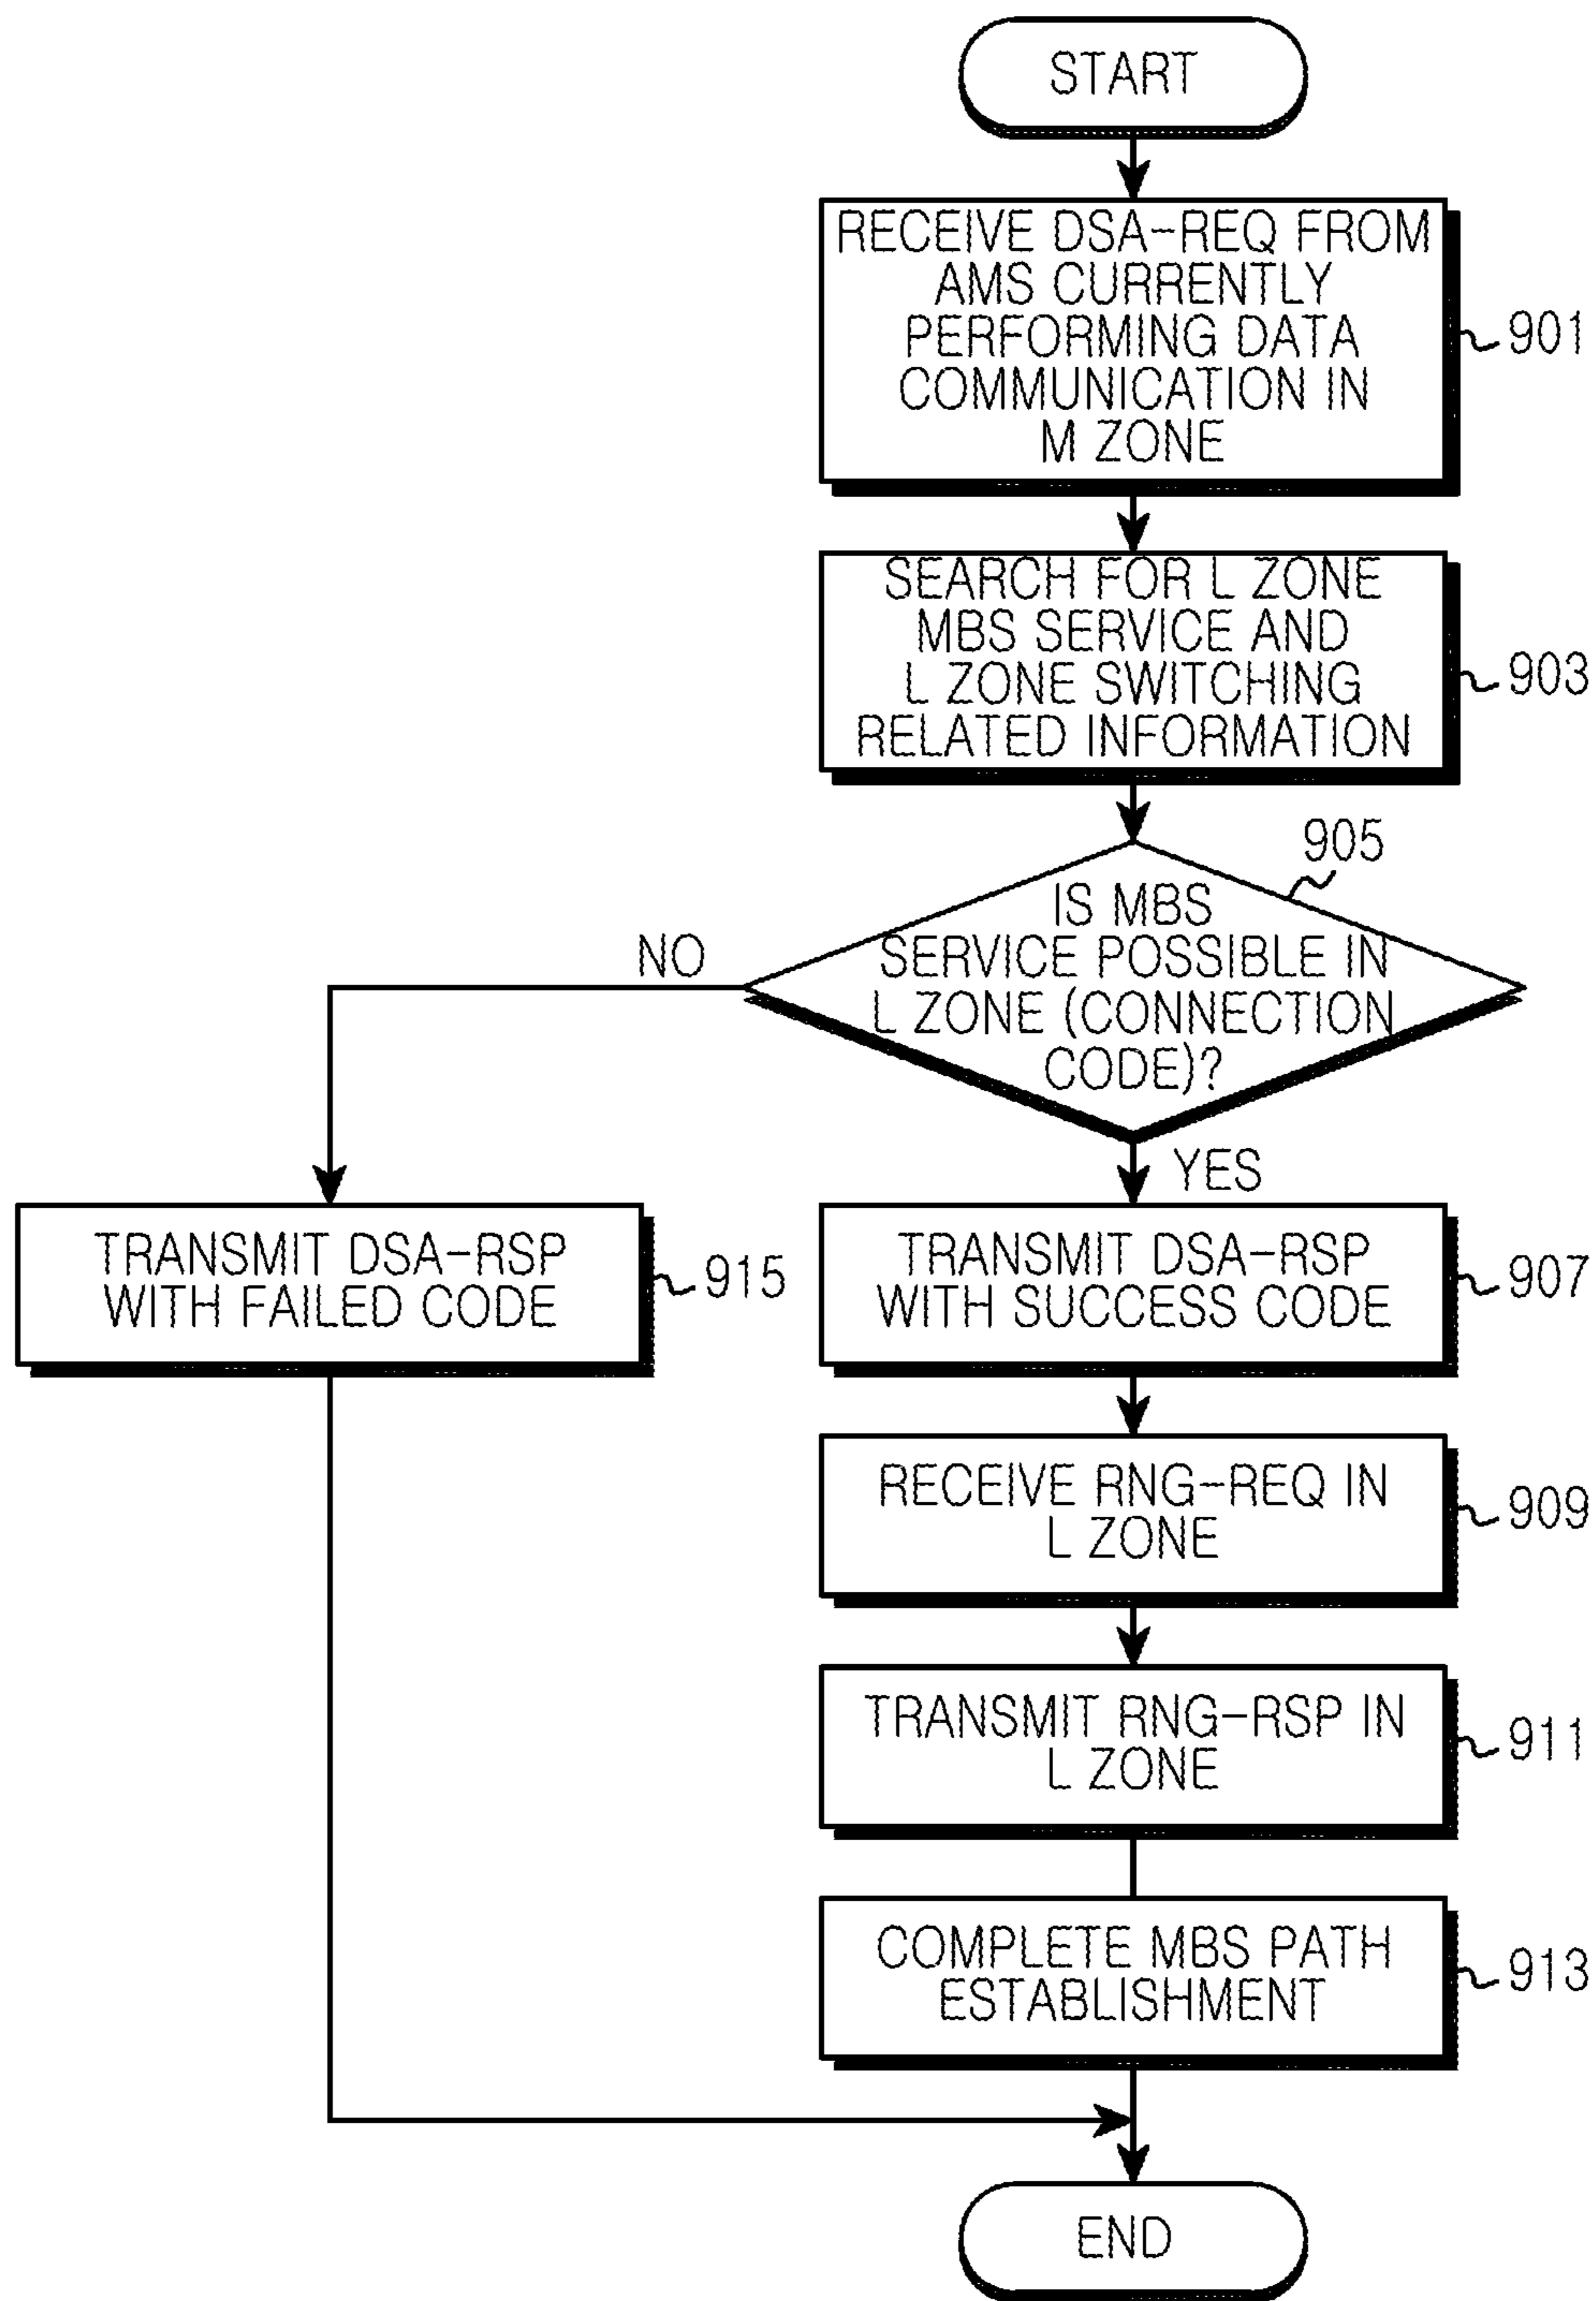 START
RECEIVE DSA-REQ FROM
AMS CURRENTLY
PERFORMING DATA
COMMUNICATION IN
M ZONE
901
SEARCH FOR L ZONE
MBS SERVICE AND
L ZONE SWITCHING
RELATED INFORMATION
903
905
IS MBS
SERVICE POSSIBLE IN
L ZONE (CONNECTION
CODE)?
NO
YES
TRANSMIT DSA-RSP
WITH FAILED CODE
915
TRANSMIT DSA-RSP
WITH SUCCESS CODE
907
RECEIVE RNG-REQ IN
L ZONE
909
TRANSMIT RNG-RSP IN
L ZONE
911
COMPLETE MBS PATH
ESTABLISHMENT
913
END